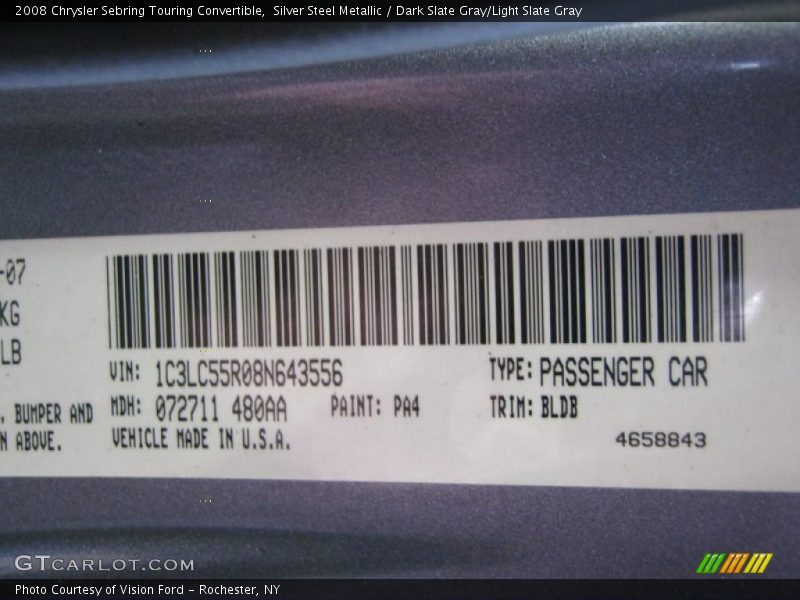 2008 Chrysler Sebring Touring Convertible,  Silver Steel Metallic / Dark Slate Gray/Light Slate Gray
-07
KG
LB
VIN: 1C3LC55R08N643556
TYPE: PASSENGER CAR
. BUMPER AND
MDH: 072711 480AA
PAINT: PA4
TRIM: BLDB
N ABOVE.
VEHICLE MADE IN U.S.A.
4658843
GTCARLOT.COM
Photo Courtesy of Vision Ford - Rochester, NY